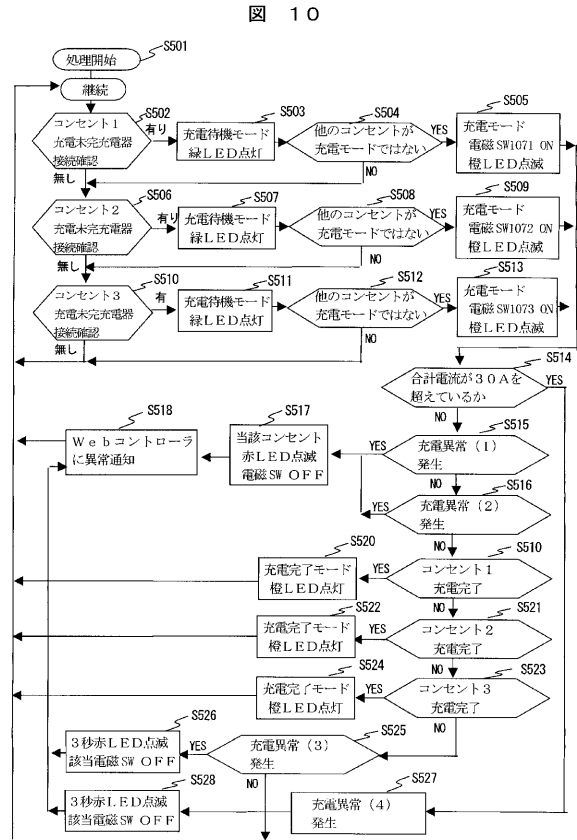 図 10
S501
処理開始
継続
S502
コンセント1
充電未完充電器
接続確認
有り
無し
S503
充電待機モード
緑LED点灯
S504
他のコンセントが
充電モードではない
YES
NO
S505
充電モード
電磁SW1071 ON
橙LED点滅
S506
コンセント2
充電未完充電器
接続確認
有り
無し
S507
充電待機モード
緑LED点灯
S508
他のコンセントが
充電モードではない
YES
NO
S509
充電モード
電磁SW1072 ON
橙LED点滅
S510
コンセント3
充電未完充電器
接続確認
有
無し
S511
充電待機モード
緑LED点灯
S512
他のコンセントが
充電モードではない
YES
NO
S513
充電モード
電磁SW1073 ON
橙LED点滅
S514
合計電流が30Aを
超えているか
YES
NO
S515
充電異常(1)
発生
YES
NO
S517
当該コンセント
赤LED点滅
電磁SW OFF
S518
Webコントローラ
に異常通知
S516
充電異常(2)
発生
YES
NO
S510
コンセント1
充電完了
YES
NO
S520
充電完了モード
橙LED点灯
S521
コンセント2
充電完了
YES
NO
S522
充電完了モード
橙LED点灯
S523
コンセント3
充電完了
YES
NO
S524
充電完了モード
橙LED点灯
S525
充電異常(3)
発生
YES
NO
S526
3秒赤LED点滅
該当電磁SW OFF
S527
充電異常(4)
発生
S528
3秒赤LED点滅
該当電磁SW OFF